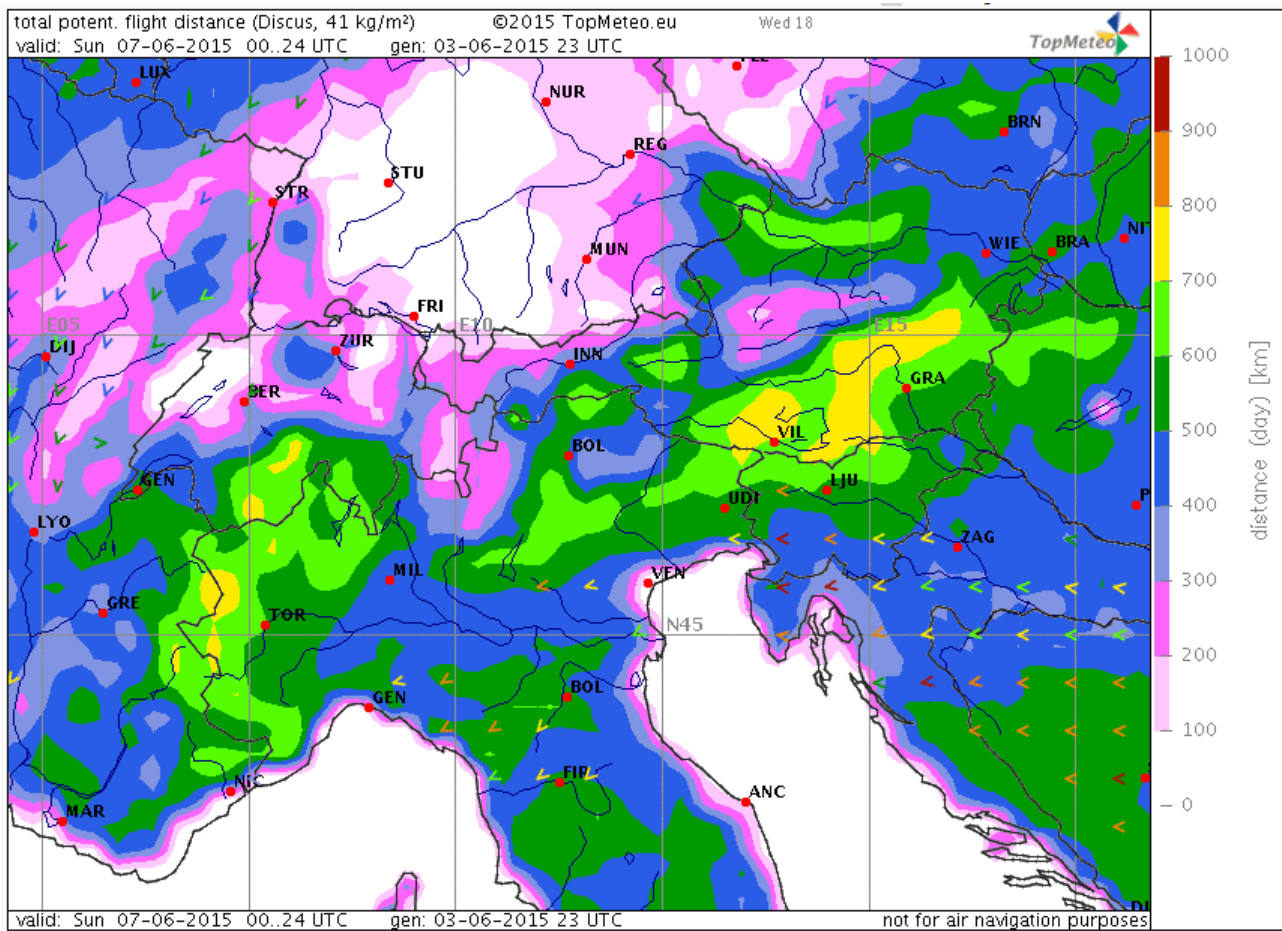 total potent. flight distance (Discus, 41 kg/m²) ©2015 TopMeteo.eu Wed 18
valid: Sun 07-06-2015 00..24 UTC gen: 03-06-2015 23 UTC
TopMeteo
LUX
NUR
BRN
REG
STU
STR
WIE
BRA
MUN
FRI
E05
E10
E15
DIJ
ZUR
INN
BER
GRA
VIL
BOL
GEN
LJU
UDI
LYO
ZAG
MIL
VEN
GRE
TOR
N45
BOL
GEN
FIR
NiC
ANC
MAR
1000
900
800
700
600
500
400
300
200
100
0
distance (day) [km]
valid: Sun 07-06-2015 00..24 UTC gen: 03-06-2015 23 UTC not for air navigation purposes